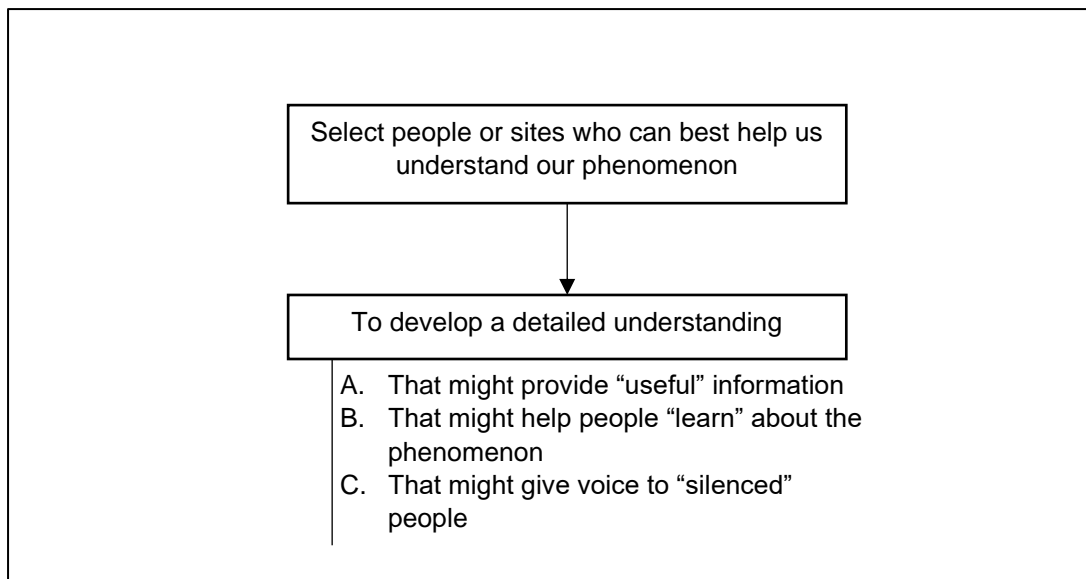 Select people or sites who can best help us
understand our phenomenon
To develop a detailed understanding
A. That might provide “useful” information
B. That might help people “learn” about the
phenomenon
C. That might give voice to “silenced”
people